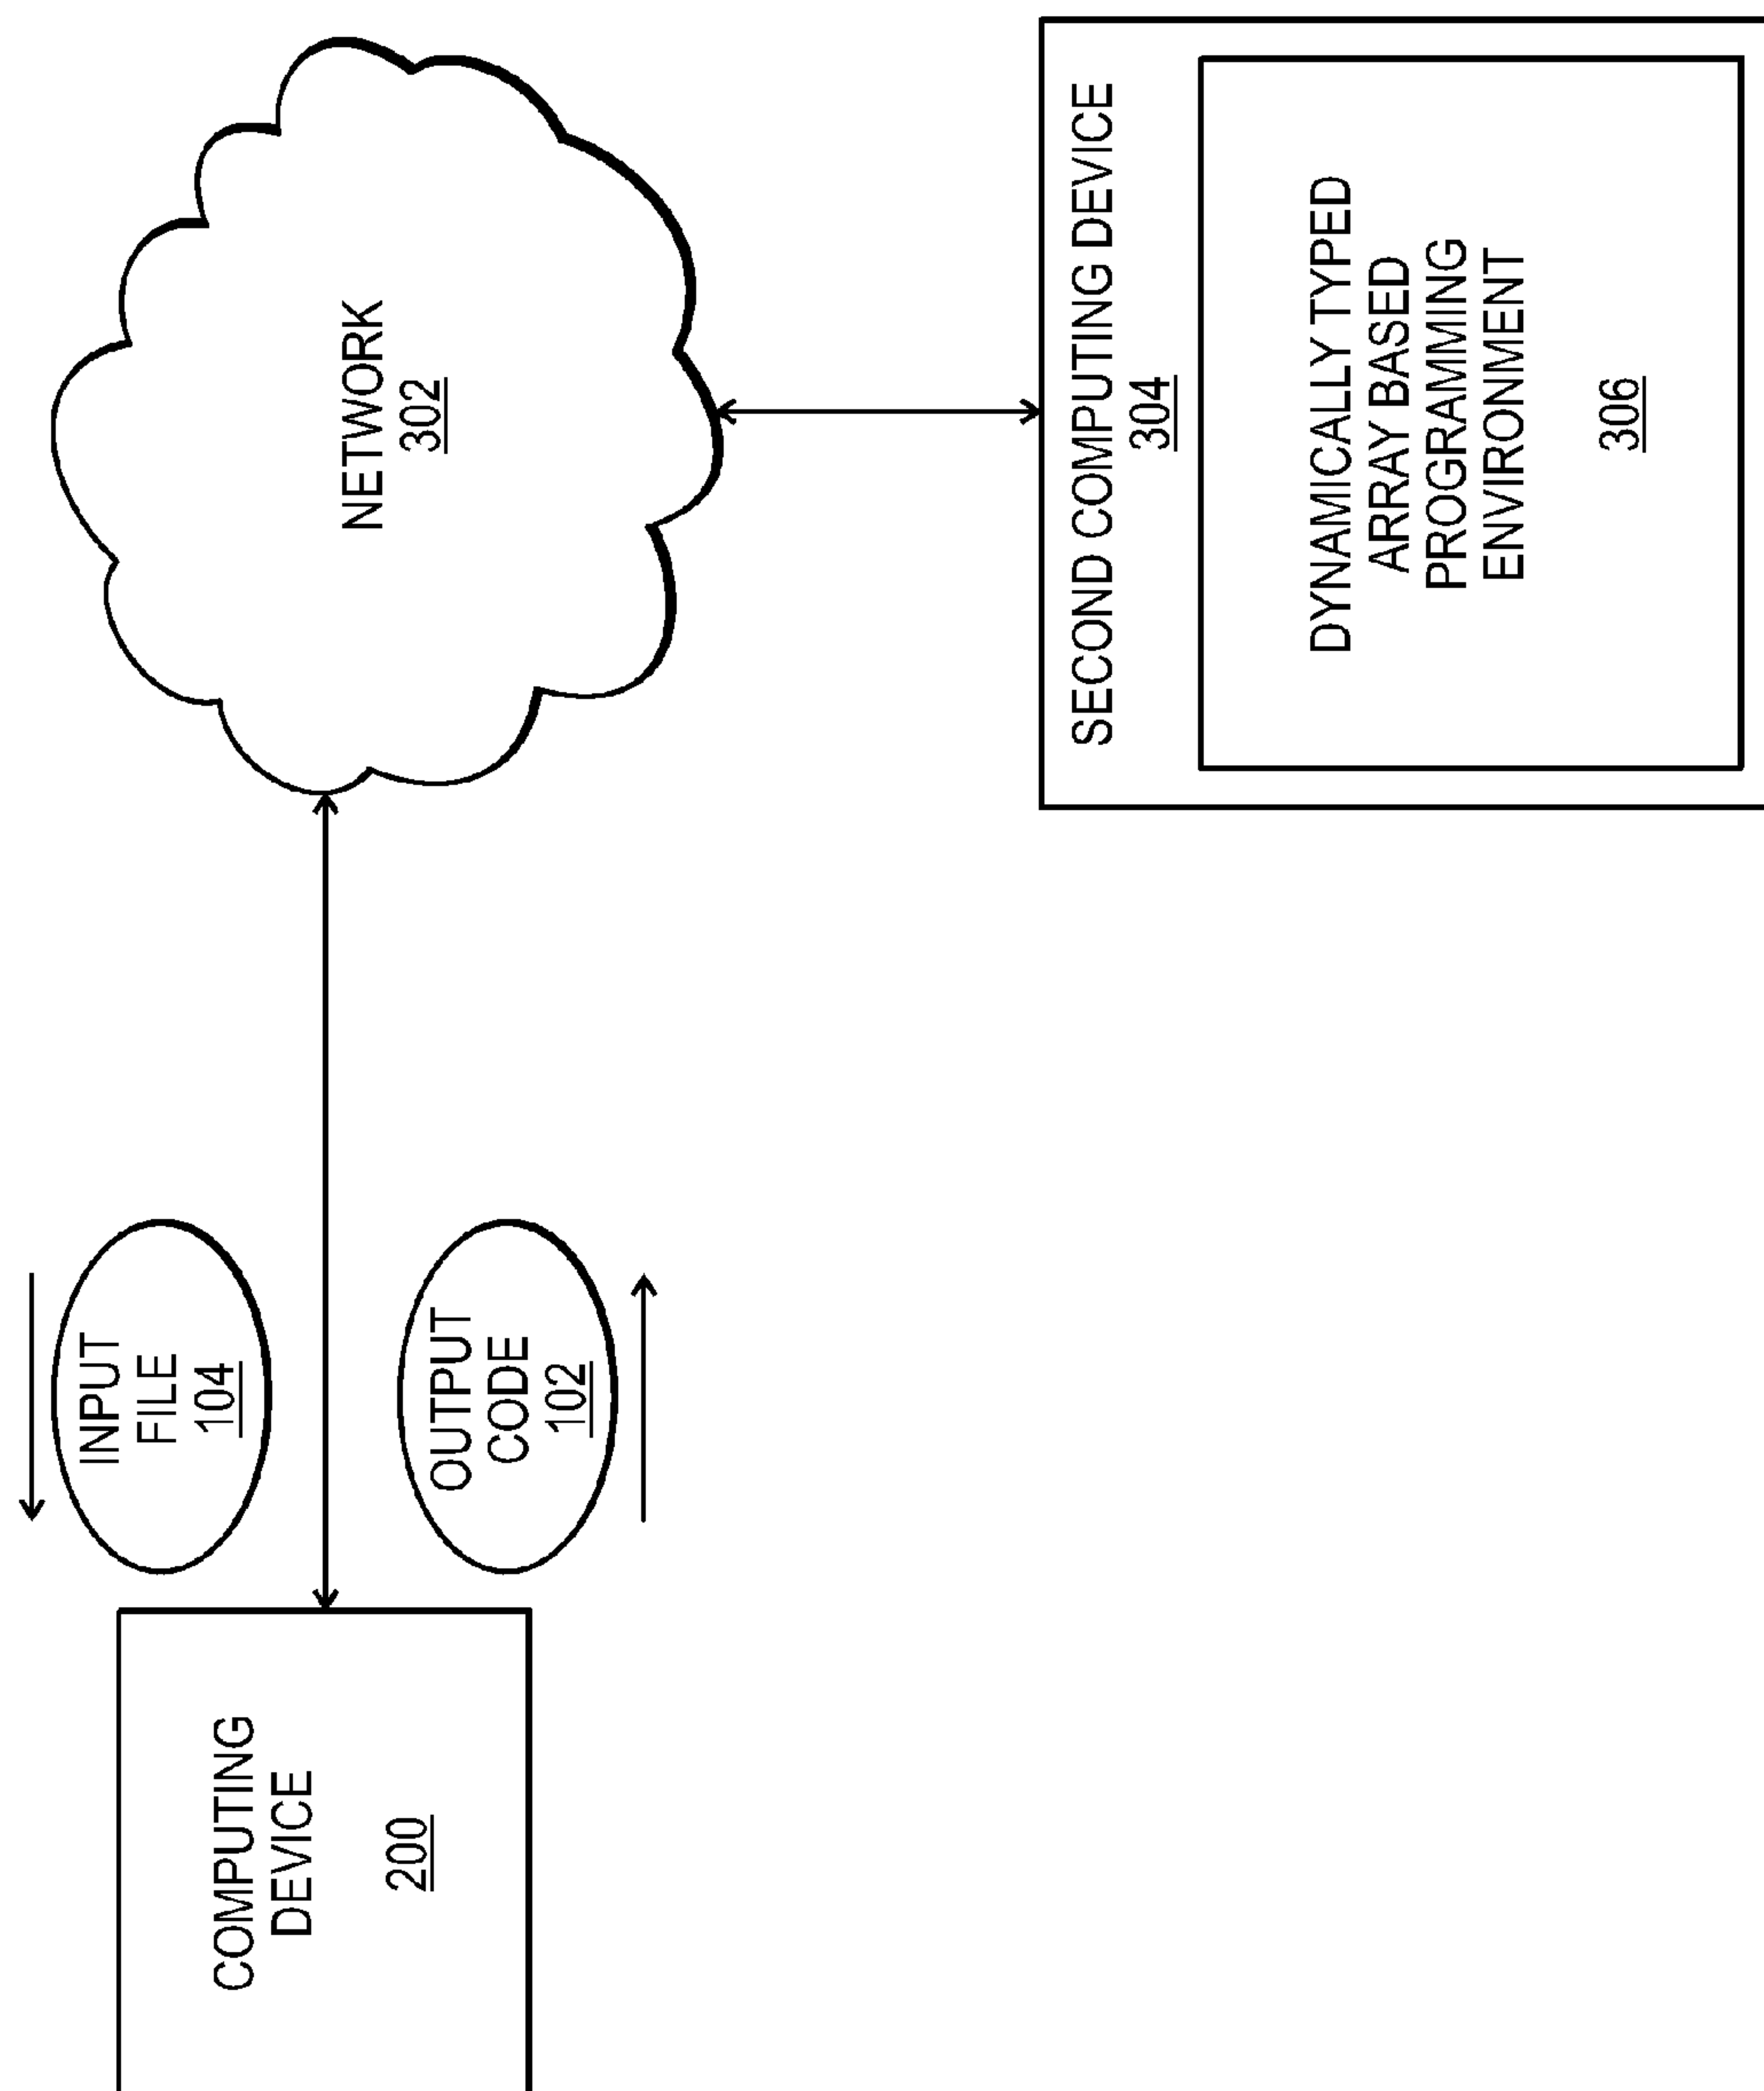 COMPUTING
DEVICE
200
INPUT
FILE
104
OUTPUT
CODE
102
NETWORK
302
SECOND COMPUTING DEVICE
304
DYNAMICALLY TYPED
ARRAY BASED
PROGRAMMING
ENVIRONMENT
306